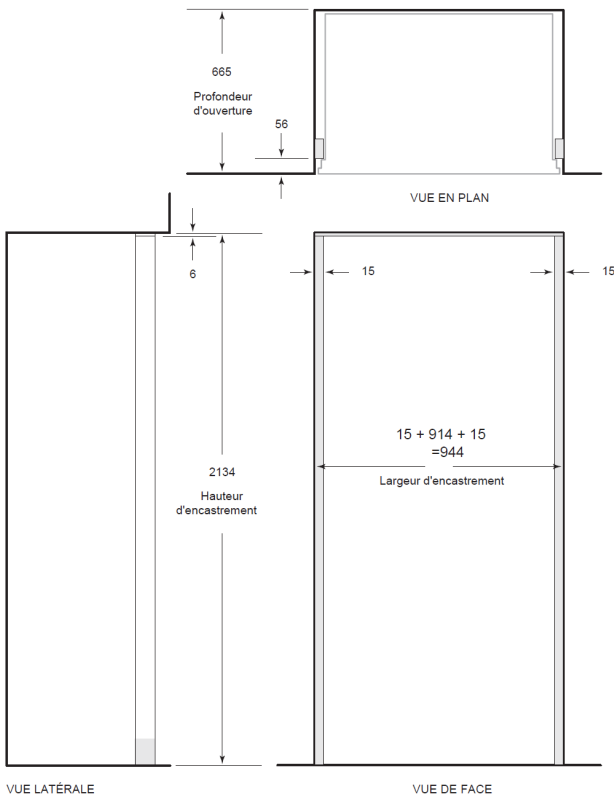 665
Profondeur
d'ouverture
56
VUE EN PLAN
6
15
15
15 + 914 + 15
=944
Largeur d'encastrement
2134
Hauteur
d'encastrement
VUE LATÉRALE
VUE DE FACE